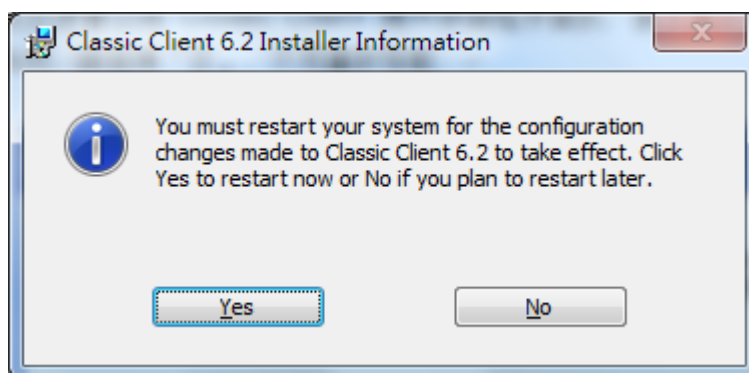 Classic Client 6.2 Installer Information
You must restart your system for the configuration
changes made to Classic Client 6.2 to take effect. Click
Yes to restart now or No if you plan to restart later.
Yes
No